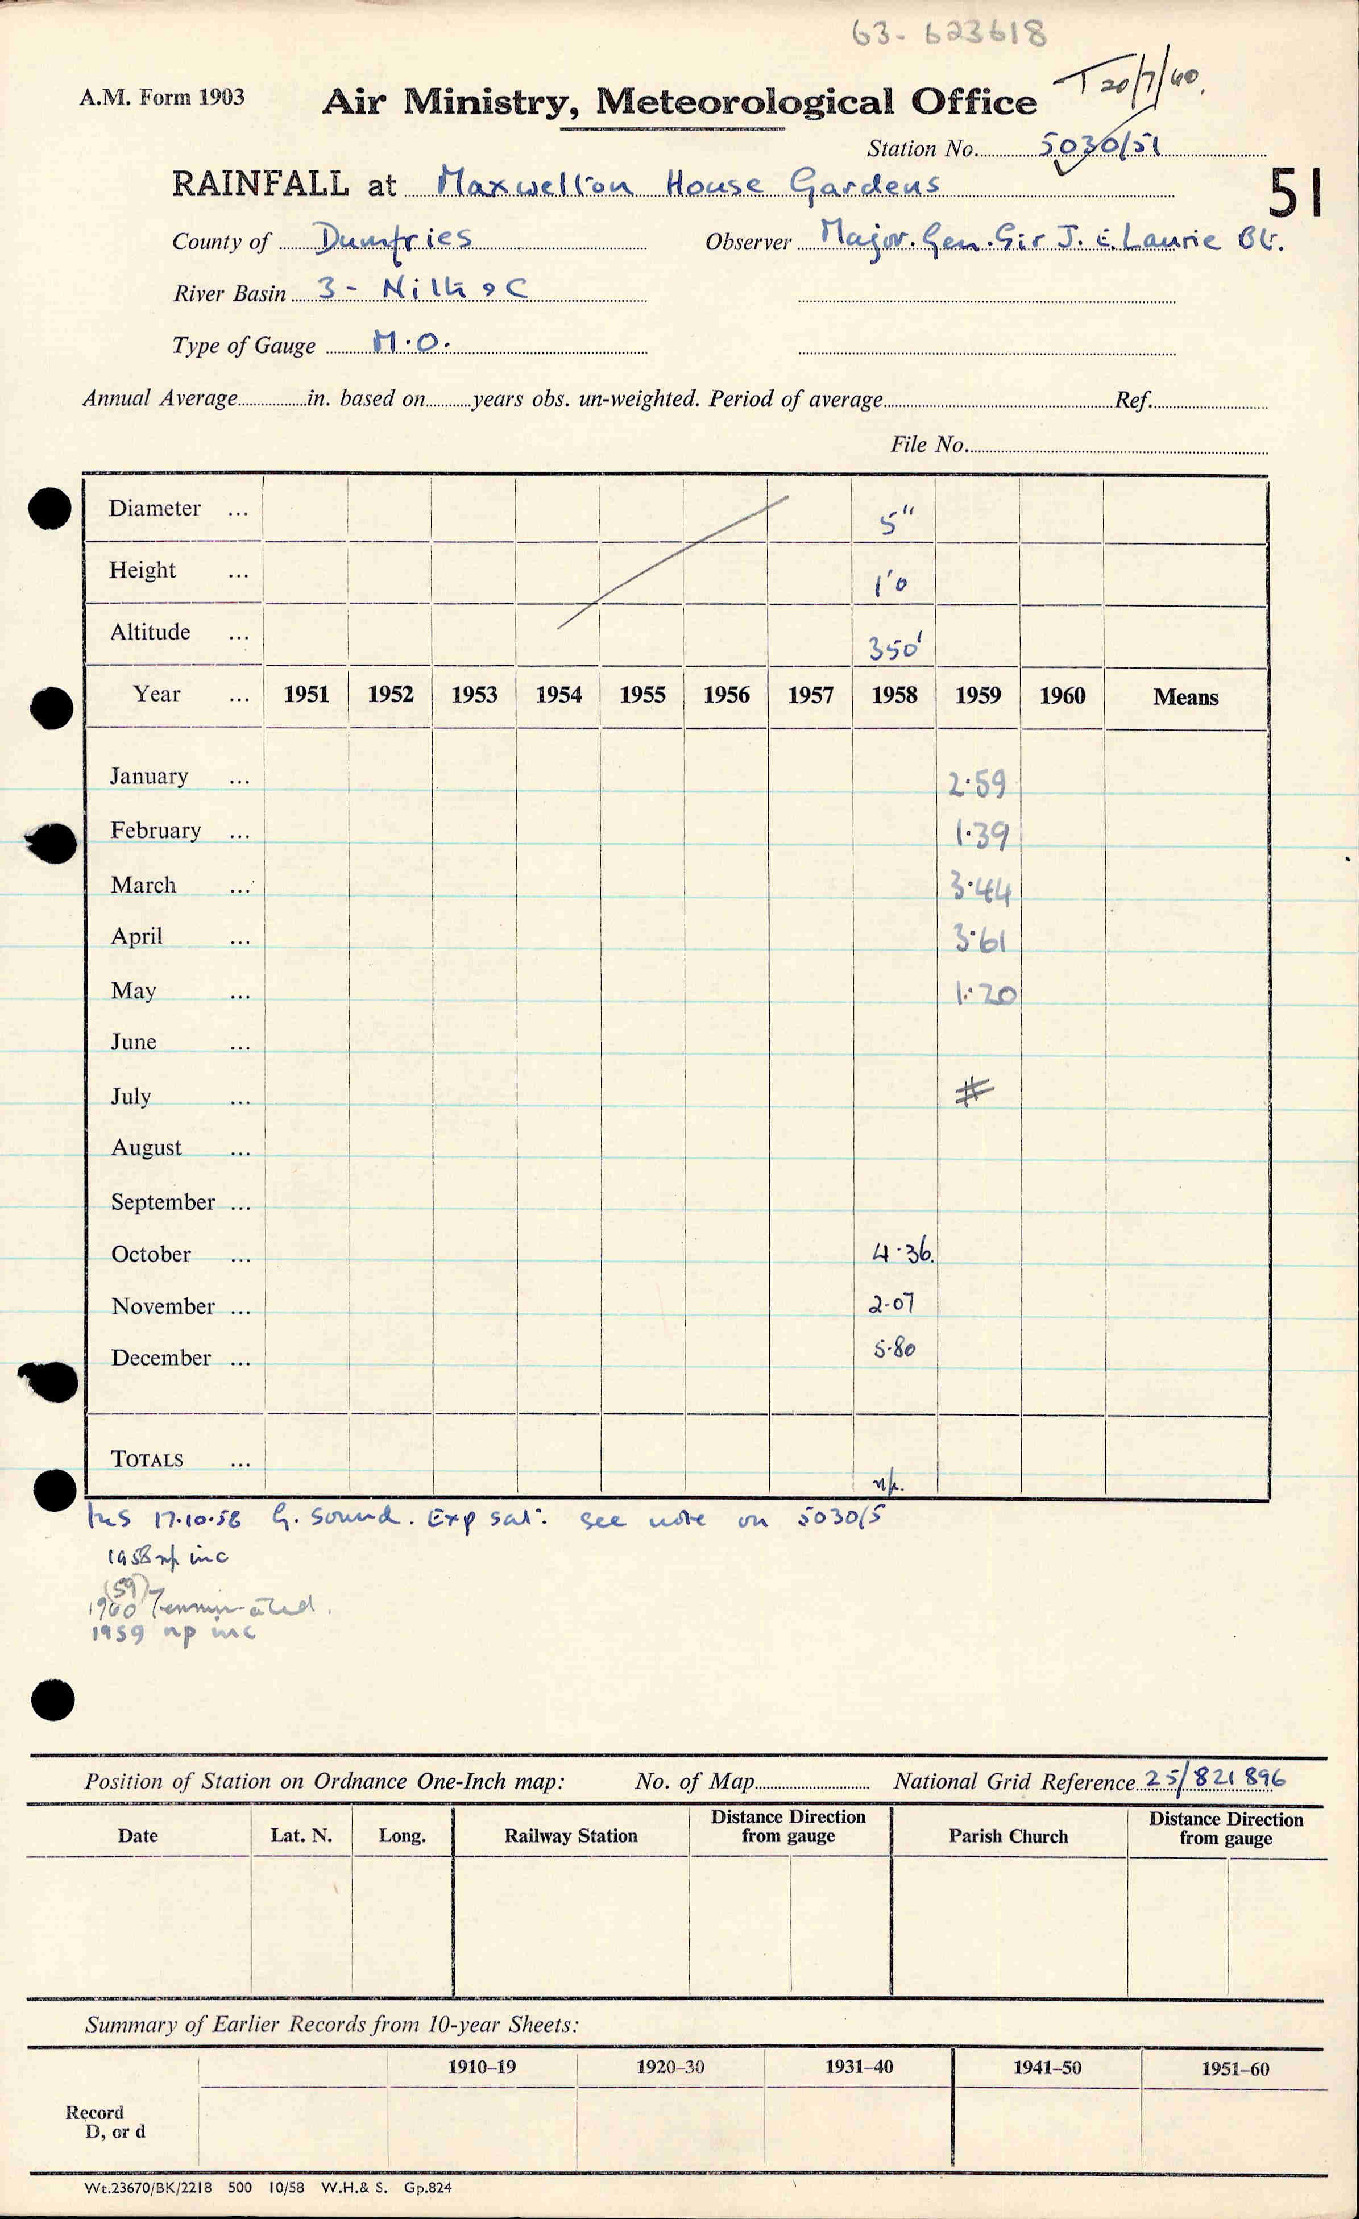 63- 623618
T 20/7/60.
A.M. Form 1903
Air Ministry, Meteorological Office
Station No. 5030/51
RAINFALL at Maxwellton House Gardens
51
County of Dumfries Observer Major. Gen. Sir J. E. Laurie Bt.
River Basin 3 - Nith & C
Type of Gauge M.O.
Annual Average in. based on years obs. un-weighted. Period of average Ref.
File No.
Diameter ... 5"
Height ... 1'0
Altitude ... 350'
Year ... 1951 1952 1953 1954 1955 1956 1957 1958 1959 1960 Means
January ... 2.59
February ... 1.39
March ... 3.44
April ... 3.61
May ... 1.20
June ...
July ... #
August ...
September ...
October ... 4.36.
November ... 2.07
December ... 5.80
TOTALS ... n/p.
Ins 17.10.58 G. Sound. Exp sat: see note on 5030/5
1958 np inc
(59)
1960 Terminated.
1959 np inc
Position of Station on Ordnance One-Inch map: No. of Map National Grid Reference 25/821 896
Date Lat. N. Long. Railway Station Distance Direction from gauge Parish Church Distance Direction from gauge
Summary of Earlier Records from 10-year Sheets:
1910–19 1920–30 1931–40 1941–50 1951–60
Record
D, or d
Wt.23670/BK/2218 500 10/58 W.H.& S. Gp.824